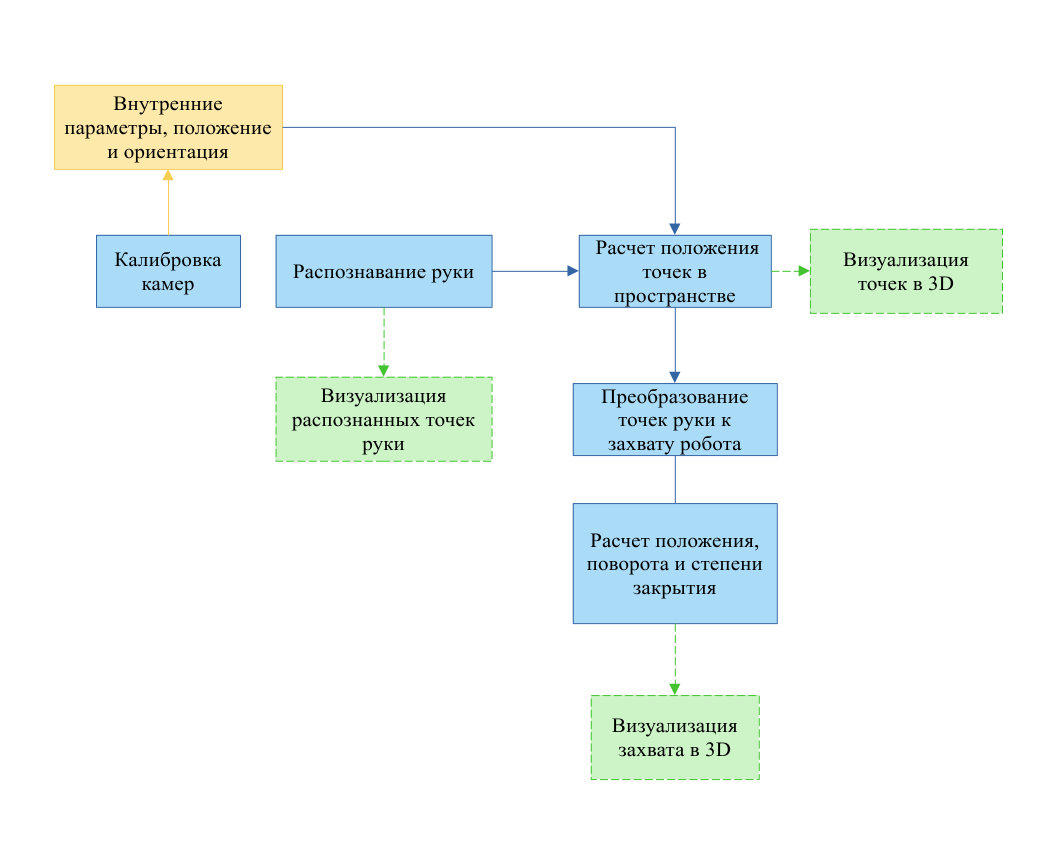 Внутренние
параметры, положение
и ориентация
Калибровка
камер
Распознавание руки
Расчет положения
точек в
пространстве
Визуализация
точек в 3D
Визуализация
распознанных точек
руки
Преобразование
точек руки к
захвату робота
Расчет положения,
поворота и степени
закрытия
Визуализация
захвата в 3D